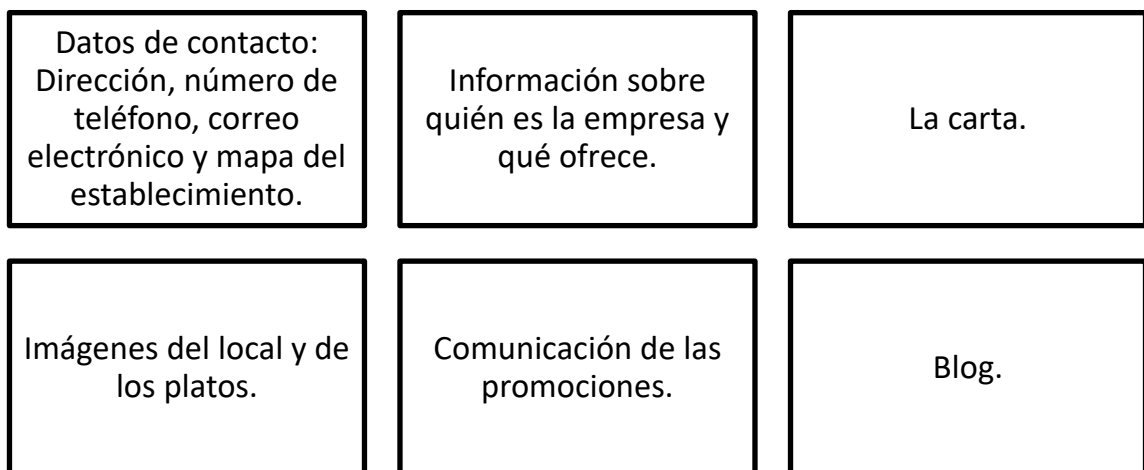 Datos de contacto:
Dirección, número de
teléfono, correo
electrónico y mapa del
establecimiento.
Información sobre
quién es la empresa y
qué ofrece.
La carta.
Imágenes del local y de
los platos.
Comunicación de las
promociones.
Blog.